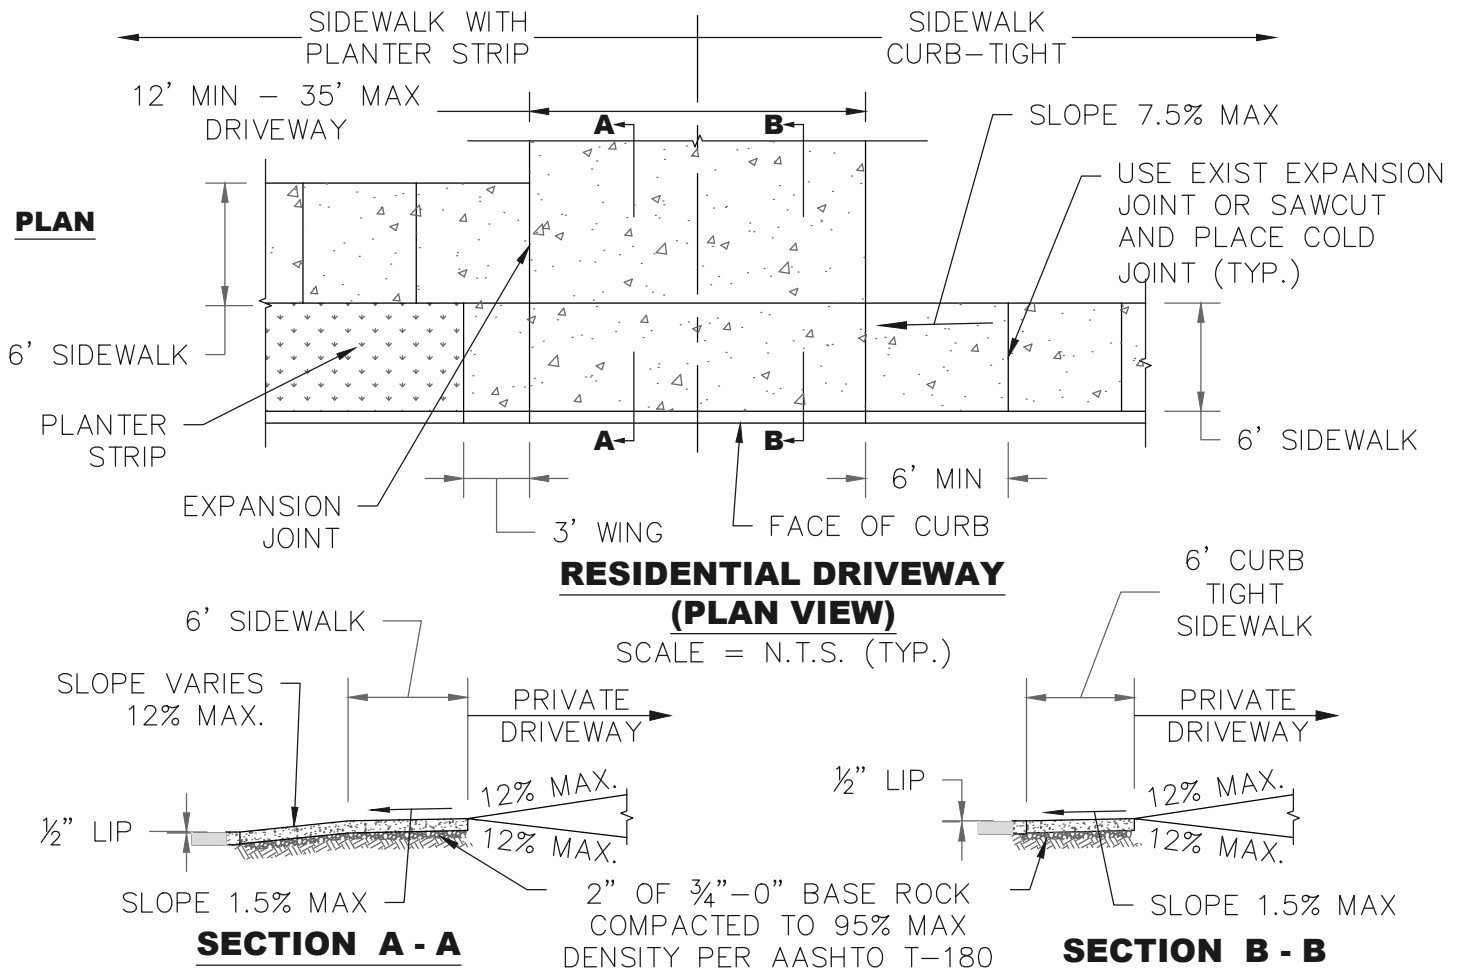 SIDEWALK WITH
PLANTER STRIP
SIDEWALK
CURB-TIGHT
12' MIN - 35' MAX
DRIVEWAY
A
B
SLOPE 7.5% MAX
PLAN
USE EXIST EXPANSION
JOINT OR SAWCUT
AND PLACE COLD
JOINT (TYP.)
6' SIDEWALK
PLANTER
STRIP
A
B
6' SIDEWALK
EXPANSION
JOINT
3' WING
6' MIN
FACE OF CURB
RESIDENTIAL DRIVEWAY
(PLAN VIEW)
SCALE = N.T.S. (TYP.)
6' SIDEWALK
SLOPE VARIES
12% MAX.
PRIVATE
DRIVEWAY
½" LIP
12% MAX.
12% MAX.
SLOPE 1.5% MAX
SECTION A - A
2" OF ¾"-0" BASE ROCK
COMPACTED TO 95% MAX
DENSITY PER AASHTO T-180
6' CURB
TIGHT
SIDEWALK
PRIVATE
DRIVEWAY
½" LIP
12% MAX.
12% MAX.
SLOPE 1.5% MAX
SECTION B - B